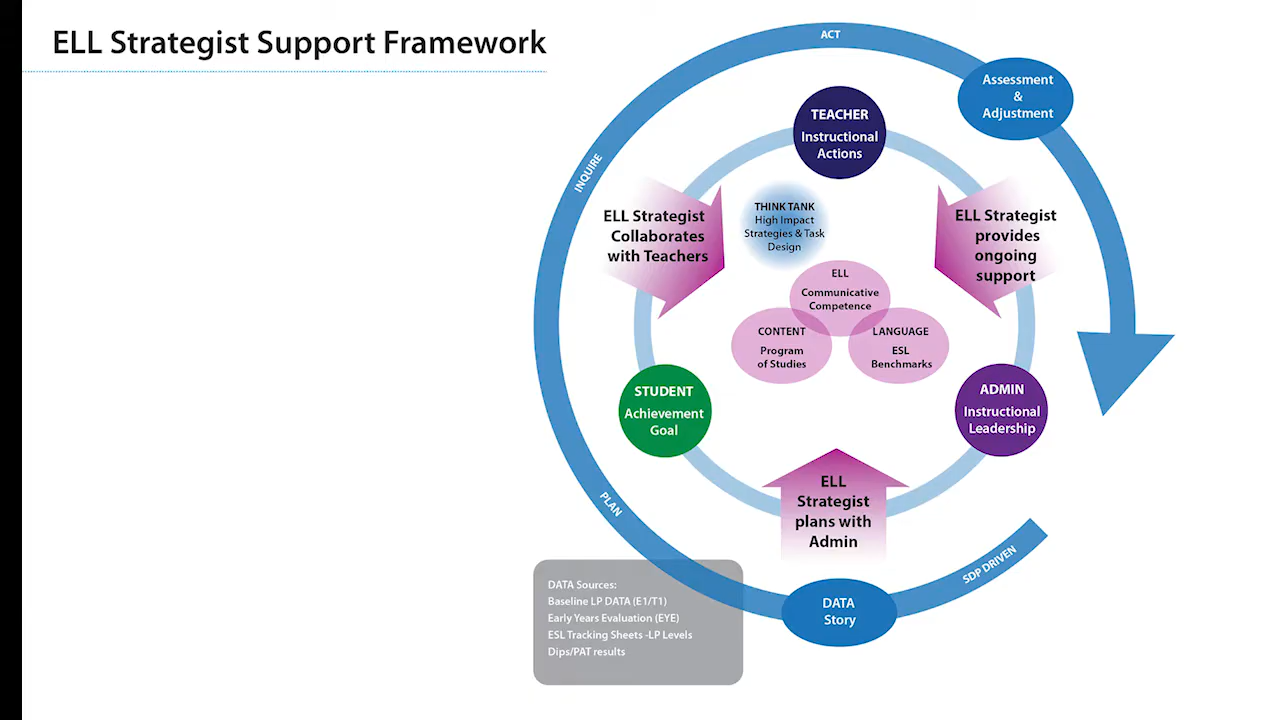 ELL Strategist Support Framework
ACT
Assessment
&
Adjustment
TEACHER
Instructional
Actions
INQUIRE
THINK TANK
High Impact
Strategies & Task
Design
ELL Strategist
Collaborates
with Teachers
ELL Strategist
provides
ongoing
support
ELL
Communicative
Competence
CONTENT
Program
of Studies
LANGUAGE
ESL
Benchmarks
STUDENT
Achievement
Goal
ADMIN
Instructional
Leadership
ELL
Strategist
plans with
Admin
PLAN
SDP DRIVEN
DATA Sources:
Baseline LP DATA (E1/T1)
Early Years Evaluation (EYE)
ESL Tracking Sheets -LP Levels
Dips/PAT results
DATA
Story